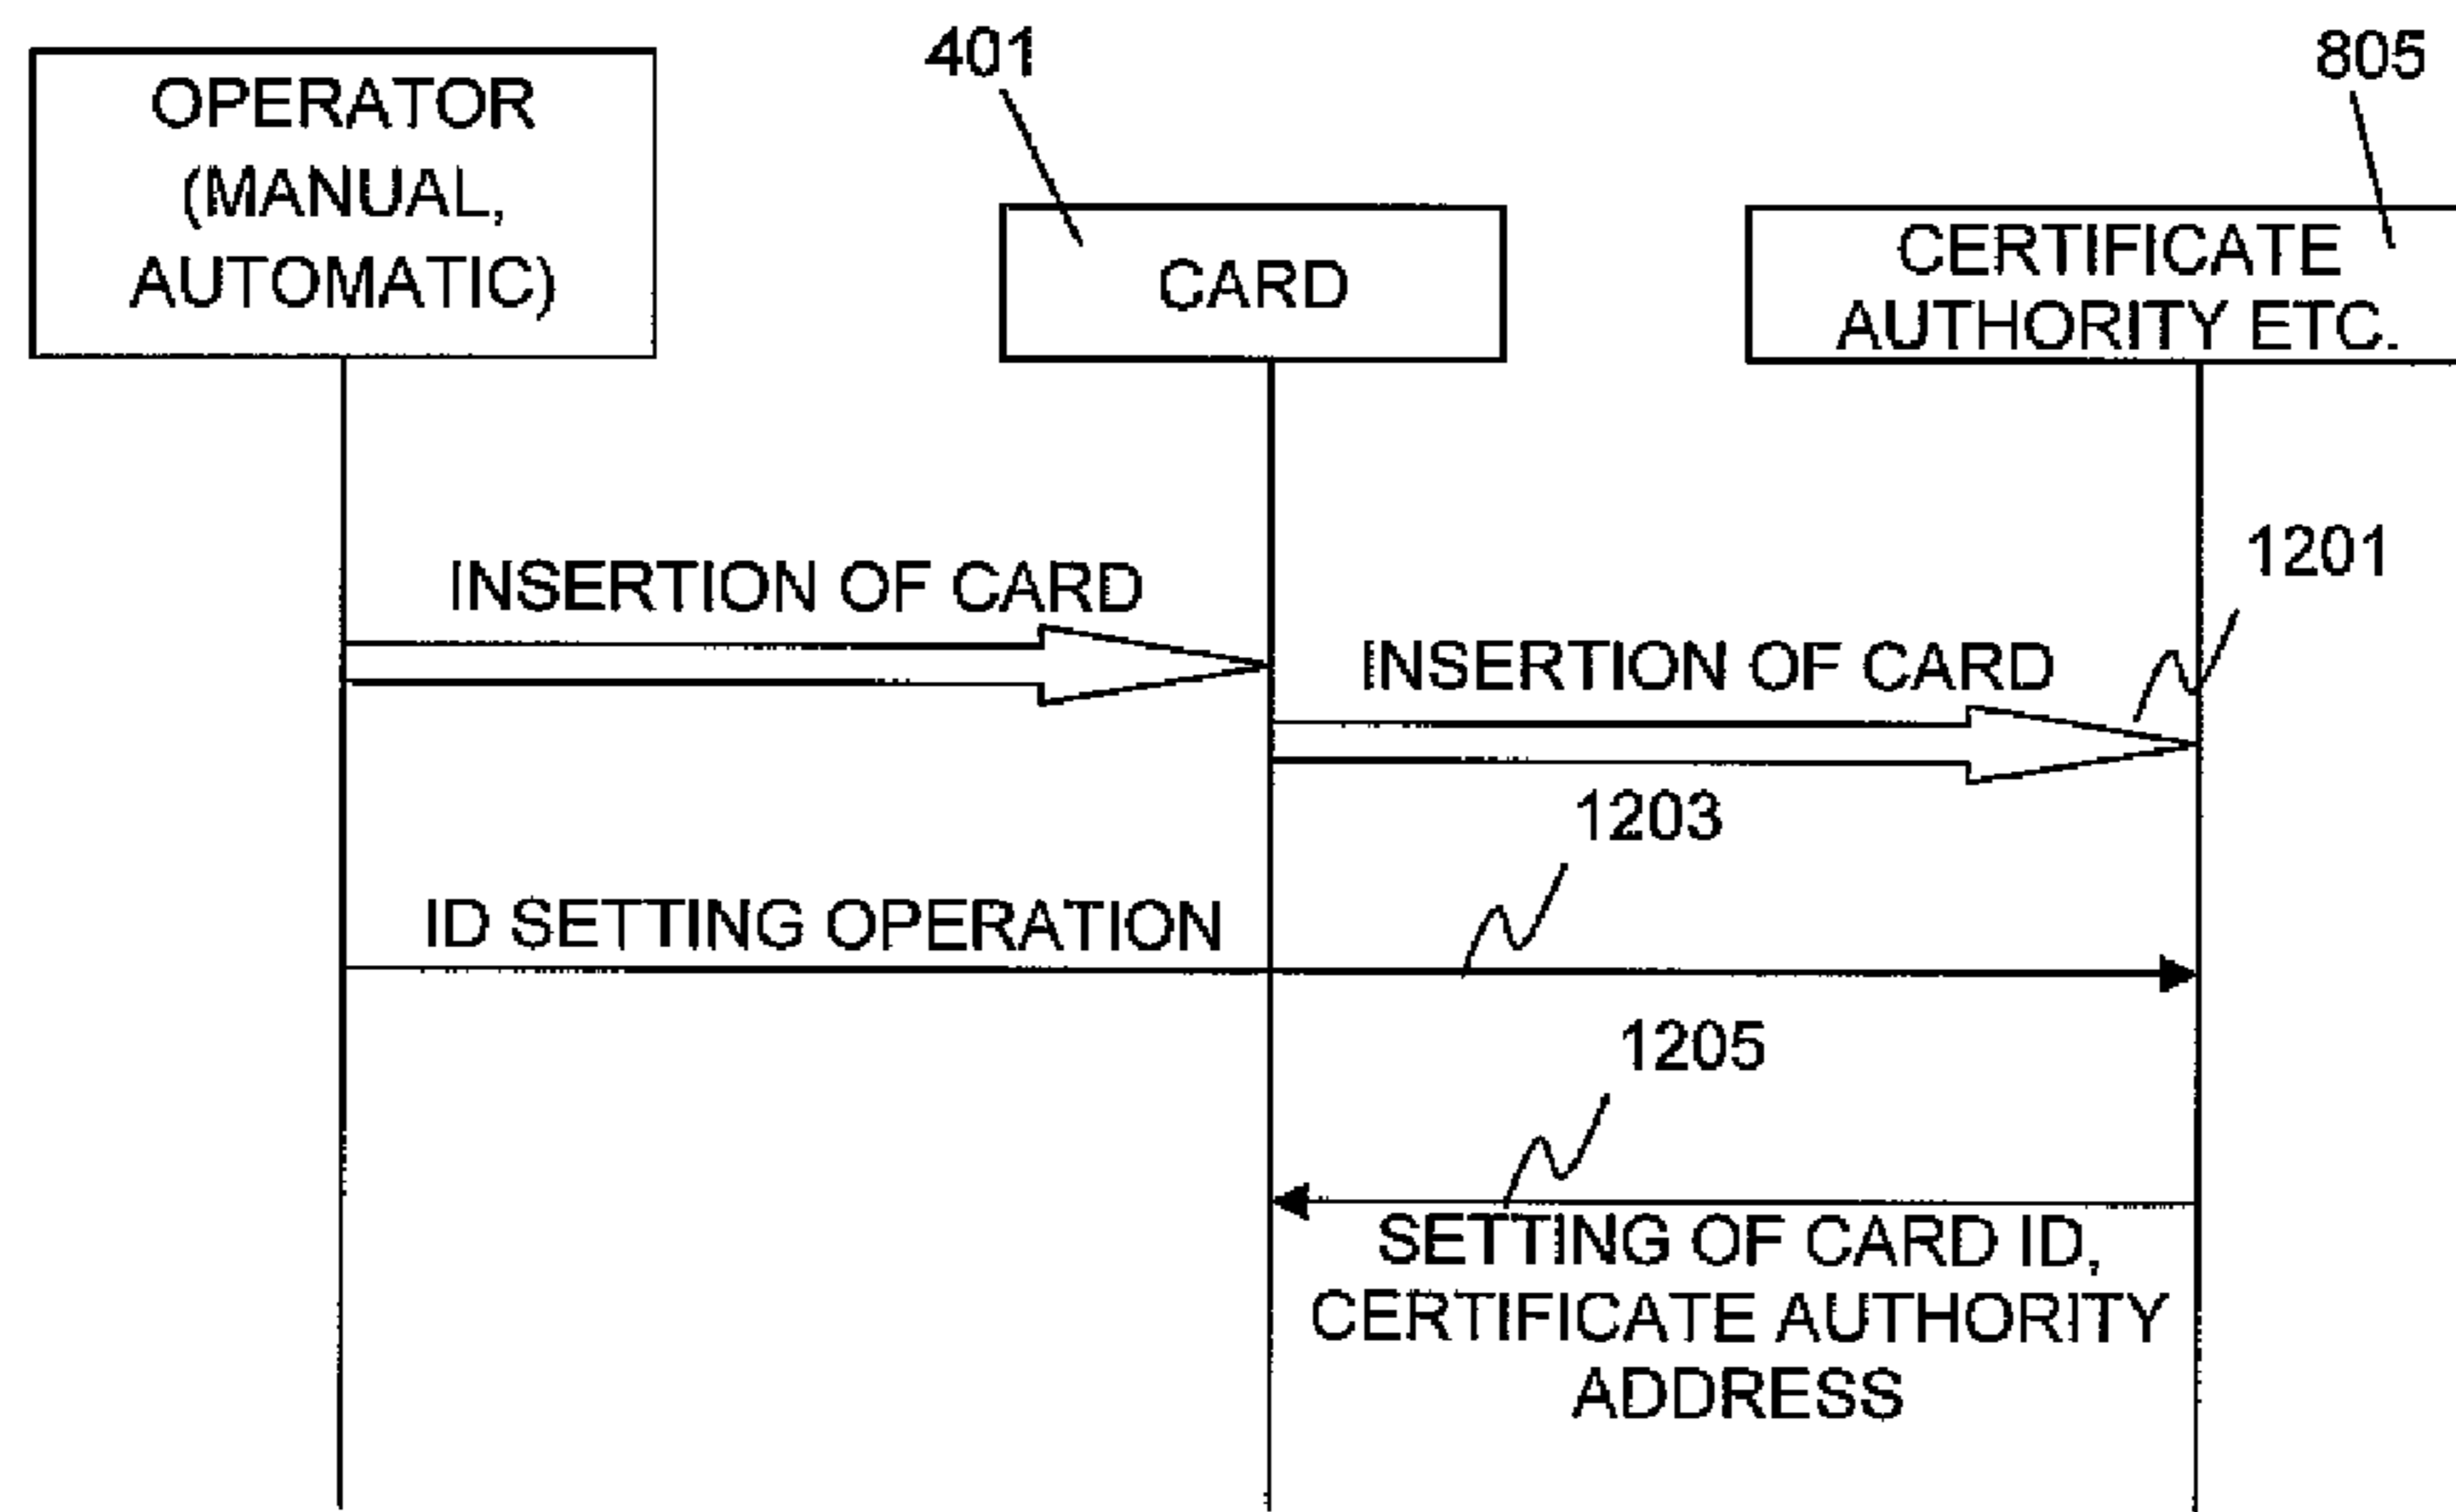 401
805
OPERATOR
(MANUAL,
AUTOMATIC)
CARD
CERTIFICATE
AUTHORITY ETC.
1201
INSERTION OF CARD
INSERTION OF CARD
1203
ID SETTING OPERATION
1205
SETTING OF CARD ID,
CERTIFICATE AUTHORITY
ADDRESS